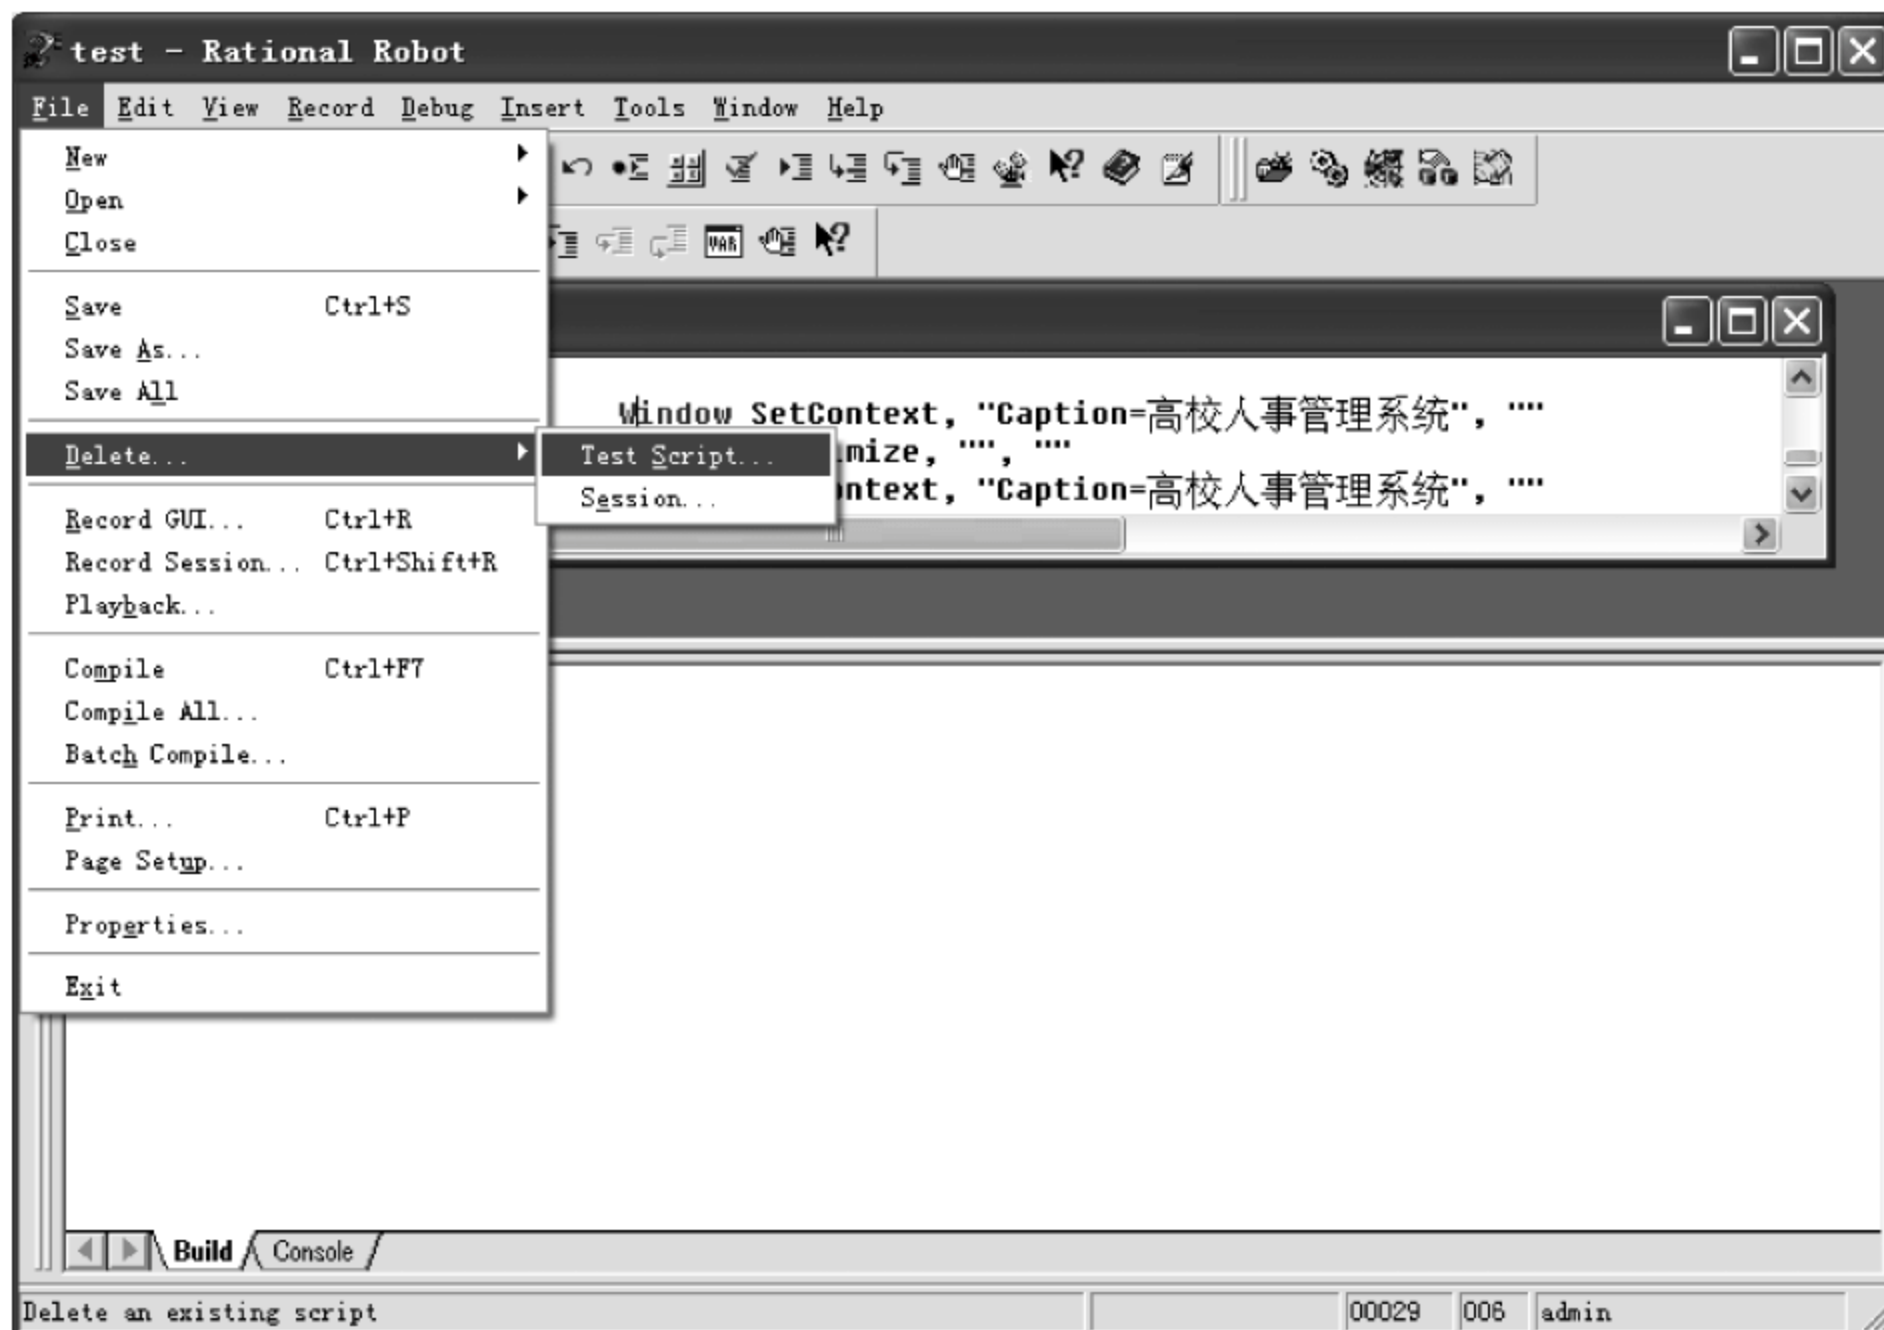 test - Rational Robot
File Edit View Record Debug Insert Tools Window Help
New
Open
Close
Save Ctrl+S
Save As...
Save All
Delete...
Test Script...
Session...
Record GUI... Ctrl+R
Record Session... Ctrl+Shift+R
Playback...
Compile Ctrl+F7
Compile All...
Batch Compile...
Print... Ctrl+P
Page Setup...
Properties...
Exit
VAR
Window SetContext, "Caption=高校人事管理系统", ""
imize, "", ""
ontext, "Caption=高校人事管理系统", ""
Build Console
Delete an existing script 00029 006 admin